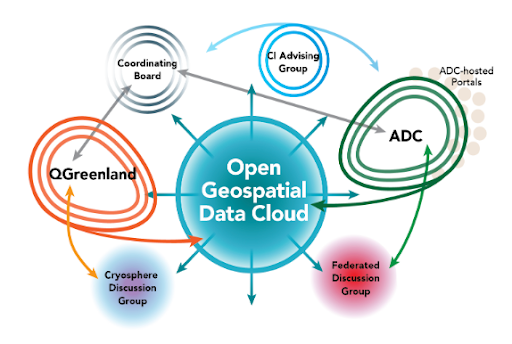 Coordinating
Board
CI Advising
Group
ADC-hosted
Portals
ADC
QGreenland
Open
Geospatial
Data Cloud
Cryosphere
Discussion
Group
Federated
Discussion
Group